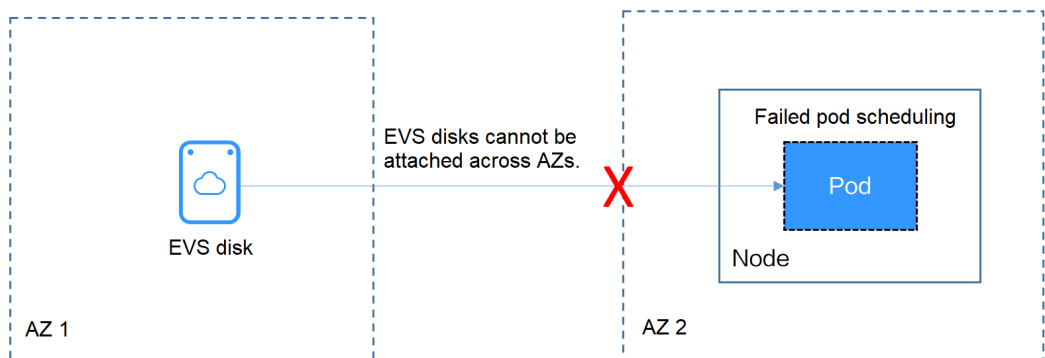 Failed pod scheduling
EVS disks cannot be
attached across AZs.
X
Pod
EVS disk
Node
AZ 1
AZ 2